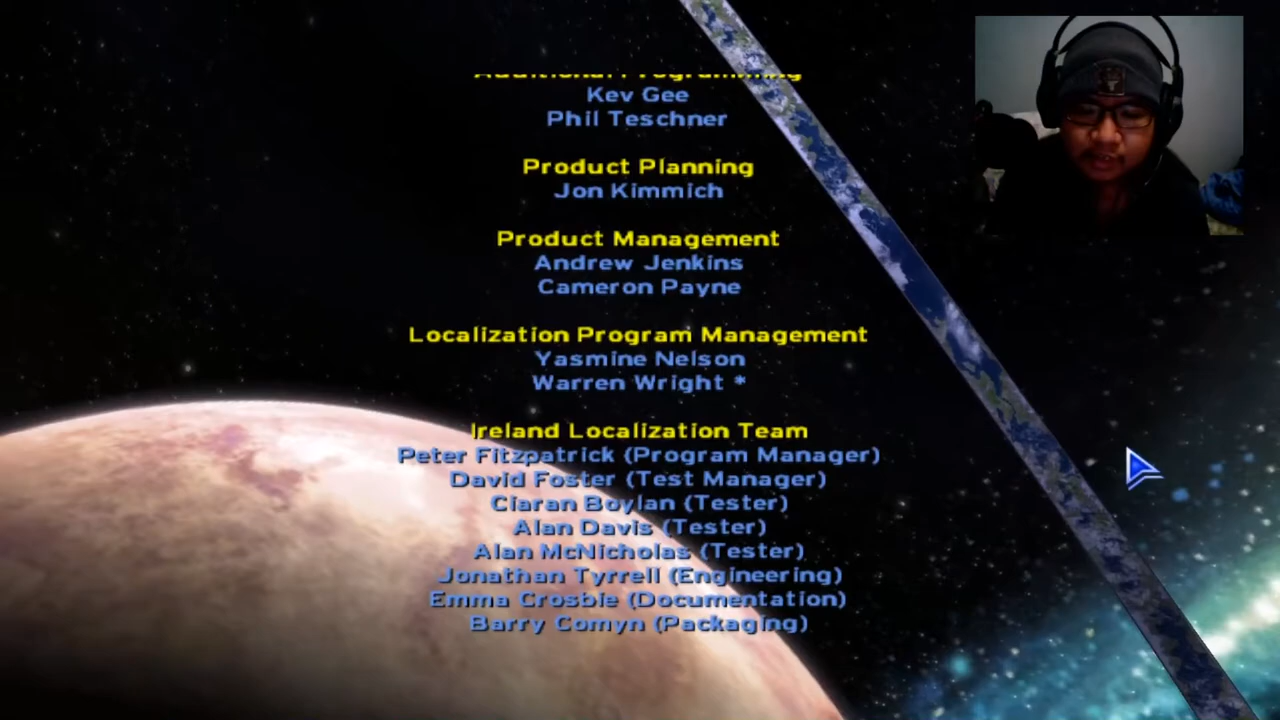 Additional Programming
Kev Gee
Phil Teschner
Product Planning
Jon Kimmich
Product Management
Andrew Jenkins
Cameron Payne
Localization Program Management
Yasmine Nelson
Warren Wright *
Ireland Localization Team
Peter Fitzpatrick (Program Manager)
David Foster (Test Manager)
Ciaran Boylan (Tester)
Alan Davis (Tester)
Alan McNicholas (Tester)
Jonathan Tyrrell (Engineering)
Emma Crosbie (Documentation)
Barry Comyn (Packaging)